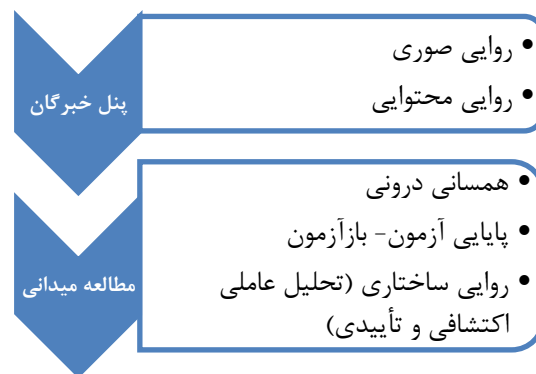 پنل خبرگان
• روایی صوری
• روایی محتوایی
مطالعه میدانی
• همسانی درونی
• پایایی آزمون- بازآزمون
• روایی ساختاری (تحلیل عاملی
اکتشافی و تأییدی)